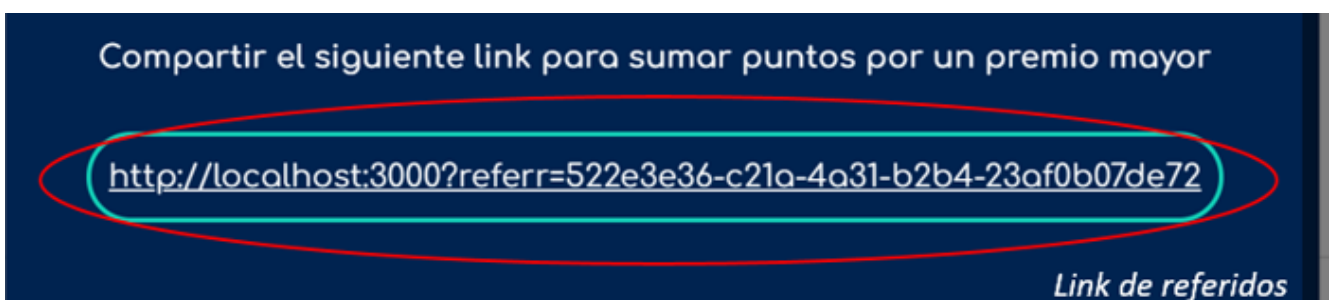 Compartir el siguiente link para sumar puntos por un premio mayor
http://localhost:3000?referr=522e3e36-c21a-4a31-b2b4-23af0b07de72
Link de referidos